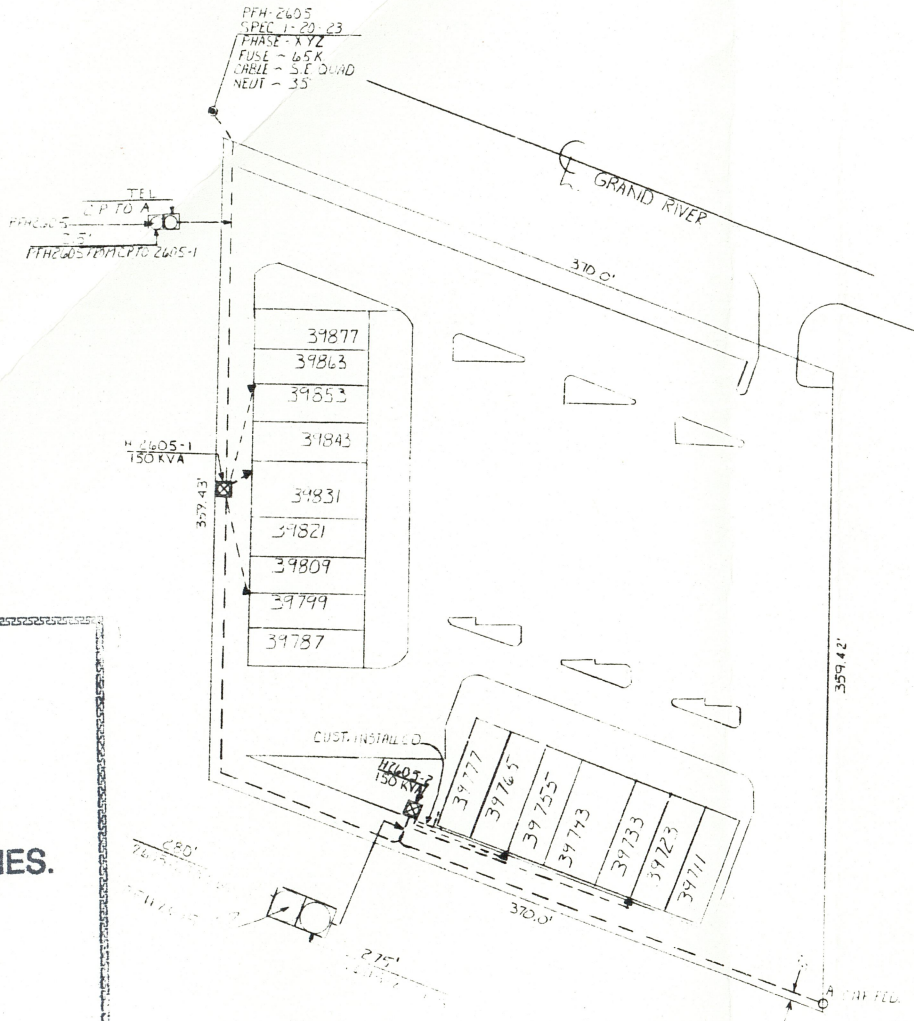 PFH-2605
SPEC 1-20-23
PHASE - XYZ
FUSE - 65K
CABLE - S.E QUAD
NEUT - 35
GRAND RIVER
TEL
C.P TO A
PFH2605
370.0'
39877
39863
39853
39843
H 2605-1
150 KVA
39831
359.43'
39821
39809
39799
39787
359.42'
CUST. INSTALLED
H2605-2
150 KVA
39777
39765
39755
39743
39733
39723
39711
IES.
370.0'
275'
A